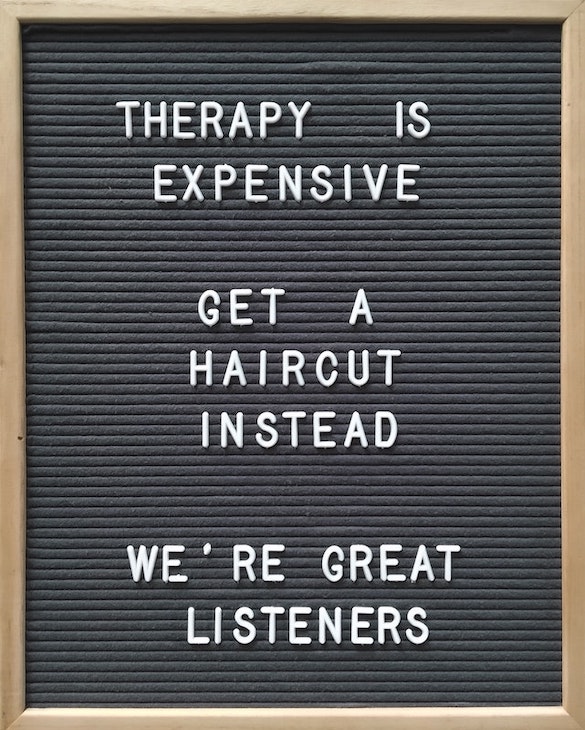 THERAPY IS
EXPENSIVE
GET A
HAIRCUT
INSTEAD
WE'RE GREAT
LISTENERS